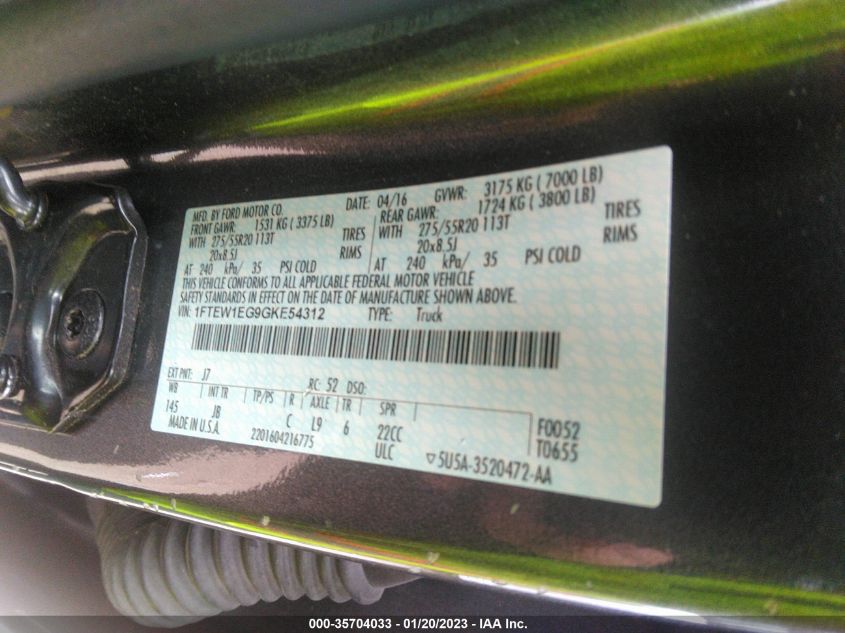 MFD. BY FORD MOTOR CO. DATE: 04/16 GVWR: 3175 KG ( 7000 LB)
FRONT GAWR: 1531 KG ( 3375 LB) REAR GAWR: 1724 KG ( 3800 LB)
WITH 275/55R20 113T TIRES WITH 275/55R20 113T TIRES
20x8.5J RIMS 20x8.5J RIMS
AT 240 kPa/ 35 PSI COLD AT 240 kPa/ 35 PSI COLD
THIS VEHICLE CONFORMS TO ALL APPLICABLE FEDERAL MOTOR VEHICLE
SAFETY STANDARDS IN EFFECT ON THE DATE OF MANUFACTURE SHOWN ABOVE.
VIN: 1FTEW1EG9GKE54312 TYPE: Truck
EXT PNT: J7 RC: 52 DSO:
WB INT TR TP/PS R AXLE TR SPR
145 JB C L9 6 22CC F0052
MADE IN U.S.A. 2201604216775 ULC T0655
▽5U5A-3520472-AA
000-35704033 — 01/20/2023 - IAA Inc.